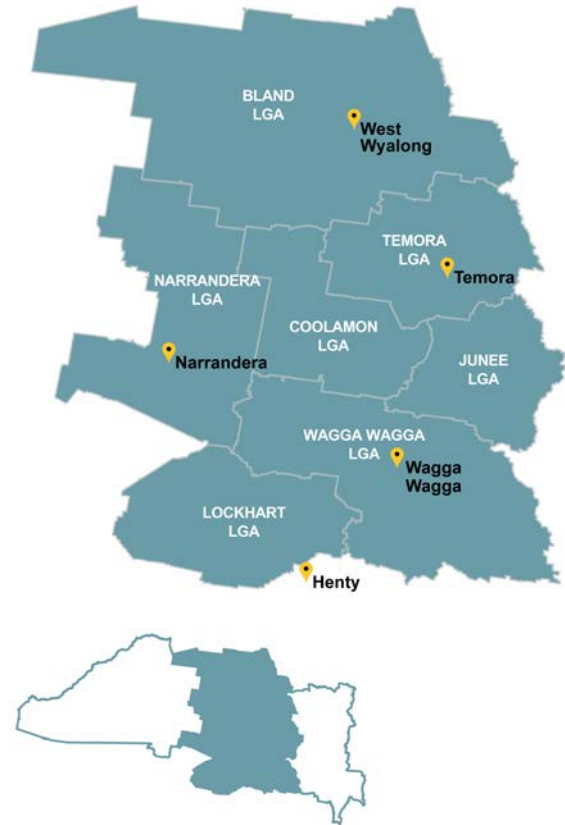 BLAND
LGA
West
Wyalong
TEMORA
LGA
Temora
NARRANDERA
LGA
COOLAMON
LGA
Narrandera
JUNEE
LGA
WAGGA WAGGA
LGA
Wagga
Wagga
LOCKHART
LGA
Henty